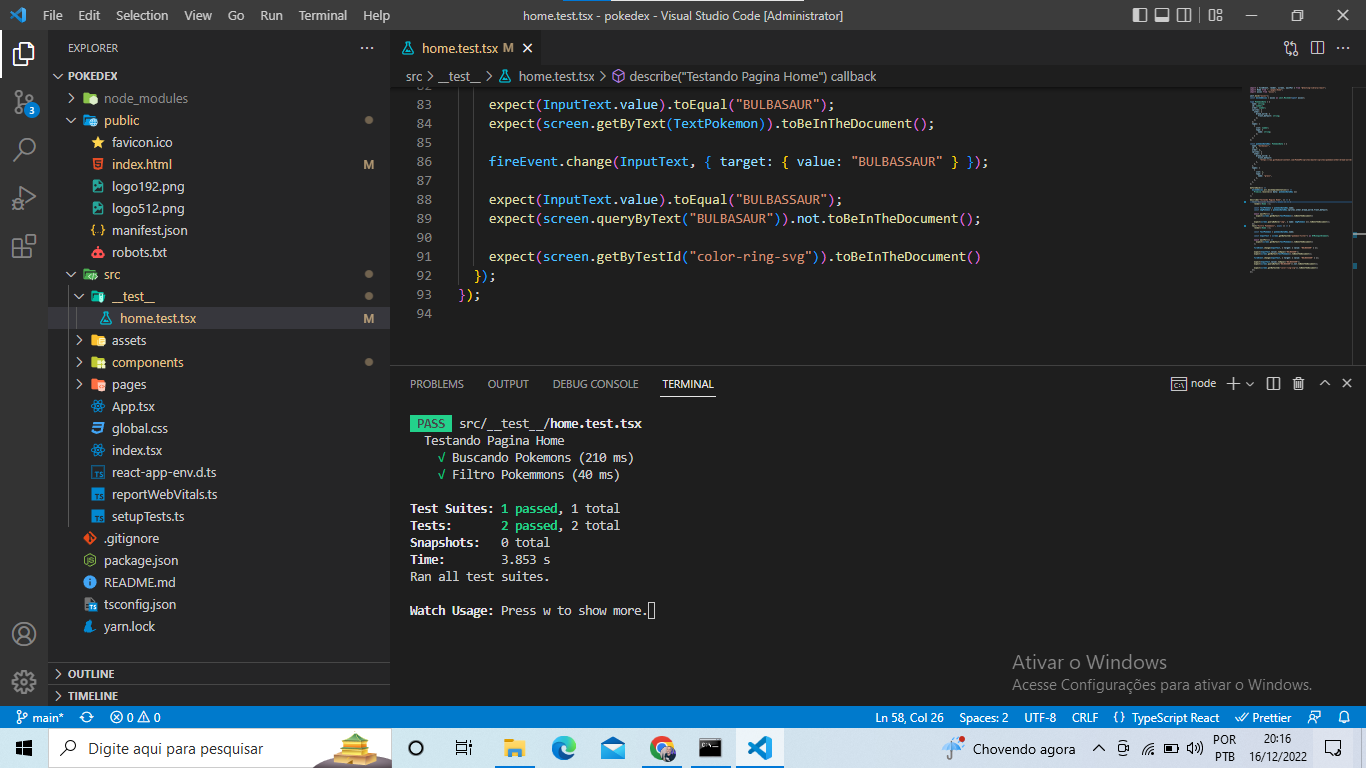 File Edit Selection View Go Run Terminal Help
home.test.tsx - pokedex - Visual Studio Code [Administrator]
EXPLORER
POKEDEX
node_modules
public
favicon.ico
index.html M
logo192.png
logo512.png
manifest.json
robots.txt
src
__test__
home.test.tsx M
assets
components
pages
App.tsx
global.css
index.tsx
react-app-env.d.ts
reportWebVitals.ts
setupTests.ts
.gitignore
package.json
README.md
tsconfig.json
yarn.lock
OUTLINE
TIMELINE
3
home.test.tsx M
src > __test__ > home.test.tsx > describe("Testando Pagina Home") callback
82
83 expect(InputText.value).toEqual("BULBASAUR");
84 expect(screen.getByText(TextPokemon)).toBeInTheDocument();
85
86 fireEvent.change(InputText, { target: { value: "BULBASSAUR" } });
87
88 expect(InputText.value).toEqual("BULBASSAUR");
89 expect(screen.queryByText("BULBASAUR")).not.toBeInTheDocument();
90
91 expect(screen.getByTestId("color-ring-svg")).toBeInTheDocument()
92 });
93 });
94
PROBLEMS OUTPUT DEBUG CONSOLE TERMINAL
node
PASS src/__test__/home.test.tsx
Testando Pagina Home
√ Buscando Pokemons (210 ms)
√ Filtro Pokemmons (40 ms)
Test Suites: 1 passed, 1 total
Tests: 2 passed, 2 total
Snapshots: 0 total
Time: 3.853 s
Ran all test suites.
Watch Usage: Press w to show more.
Ativar o Windows
Acesse Configurações para ativar o Windows.
main* 0 0
Ln 58, Col 26 Spaces: 2 UTF-8 CRLF {} TypeScript React Prettier
Digite aqui para pesquisar
Chovendo agora
POR
PTB
20:16
16/12/2022